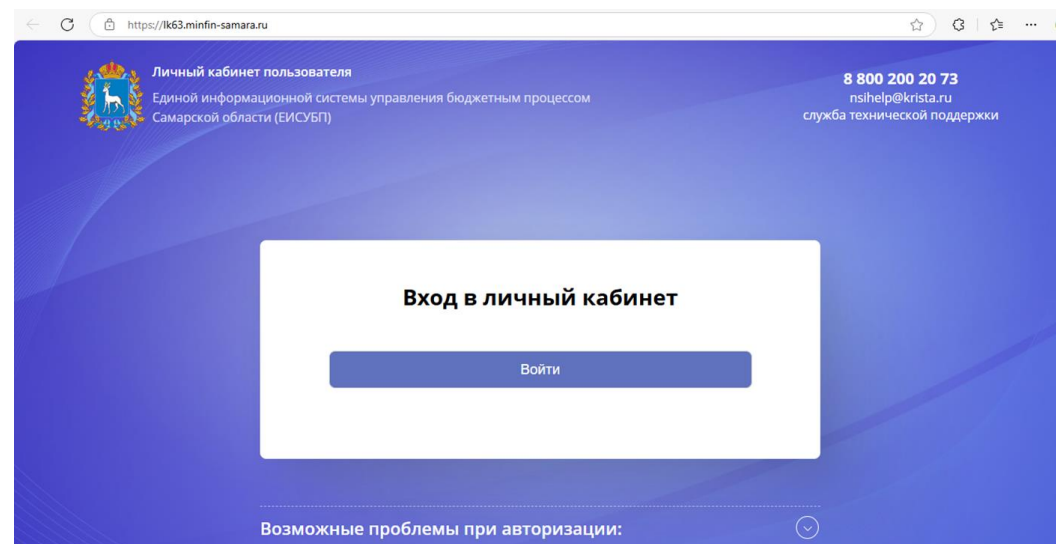 https://lk63.minfin-samara.ru
Личный кабинет пользователя
Единой информационной системы управления бюджетным процессом
Самарской области (ЕИСУБП)
8 800 200 20 73
nsihelp@krista.ru
служба технической поддержки
Вход в личный кабинет
Войти
Возможные проблемы при авторизации: